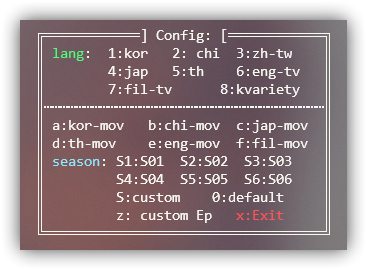 ] Config: [
lang: 1:kor 2: chi 3:zh-tw
4:jap 5:th 6:eng-tv
7:fil-tv 8:kvariety
a:kor-mov b:chi-mov c:jap-mov
d:th-mov e:eng-mov f:fil-mov
season: S1:S01 S2:S02 S3:S03
S4:S04 S5:S05 S6:S06
S:custom 0:default
z: custom Ep x:Exit